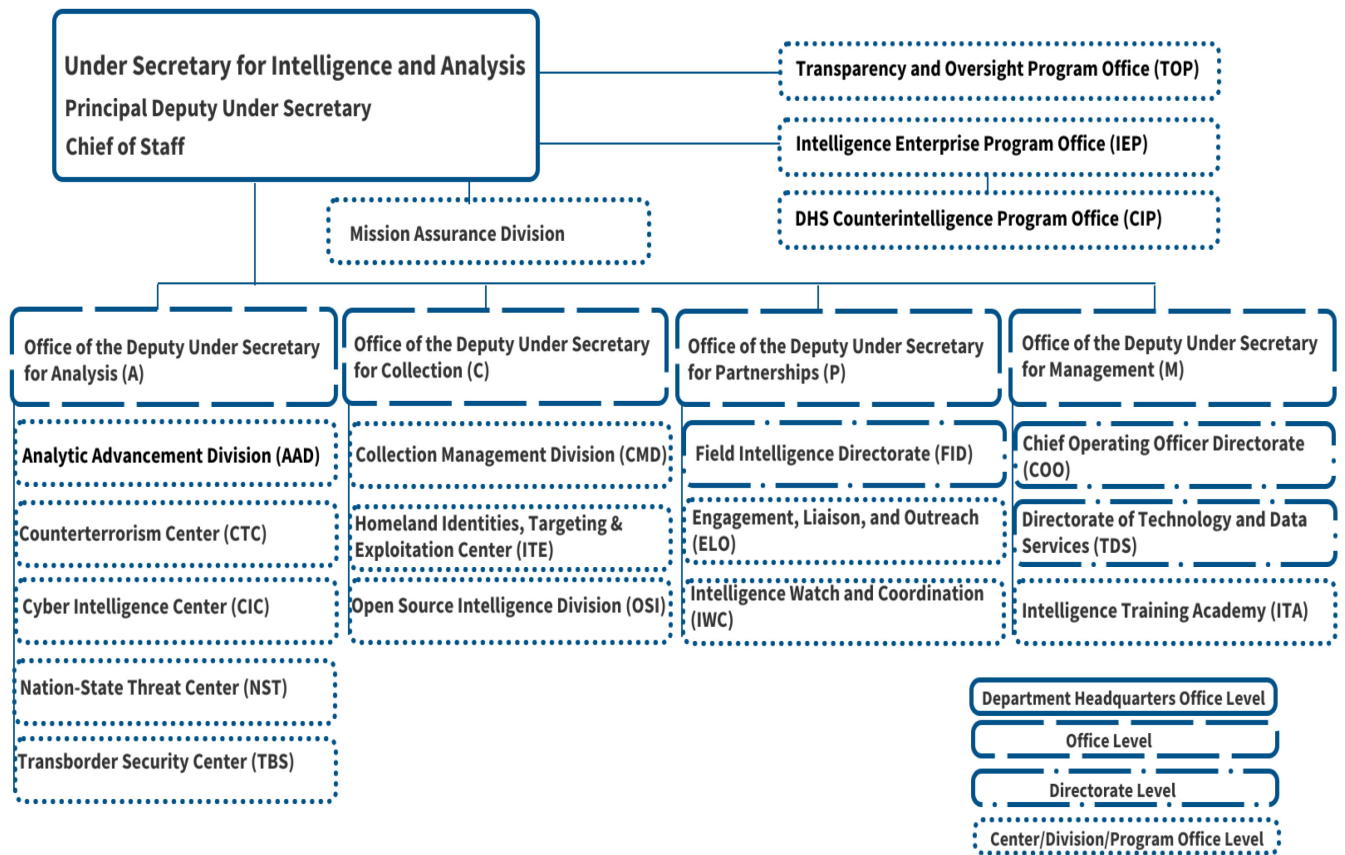 Under Secretary for Intelligence and Analysis
Principal Deputy Under Secretary
Chief of Staff
Transparency and Oversight Program Office (TOP)
Intelligence Enterprise Program Office (IEP)
DHS Counterintelligence Program Office (CIP)
Mission Assurance Division
Office of the Deputy Under Secretary
for Analysis (A)
Analytic Advancement Division (AAD)
Counterterrorism Center (CTC)
Cyber Intelligence Center (CIC)
Nation-State Threat Center (NST)
Transborder Security Center (TBS)
Office of the Deputy Under Secretary
for Collection (C)
Collection Management Division (CMD)
Homeland Identities, Targeting &
Exploitation Center (ITE)
Open Source Intelligence Division (OSI)
Office of the Deputy Under Secretary
for Partnerships (P)
Field Intelligence Directorate (FID)
Engagement, Liaison, and Outreach
(ELO)
Intelligence Watch and Coordination
(IWC)
Office of the Deputy Under Secretary
for Management (M)
Chief Operating Officer Directorate
(COO)
Directorate of Technology and Data
Services (TDS)
Intelligence Training Academy (ITA)
Department Headquarters Office Level
Office Level
Directorate Level
Center/Division/Program Office Level